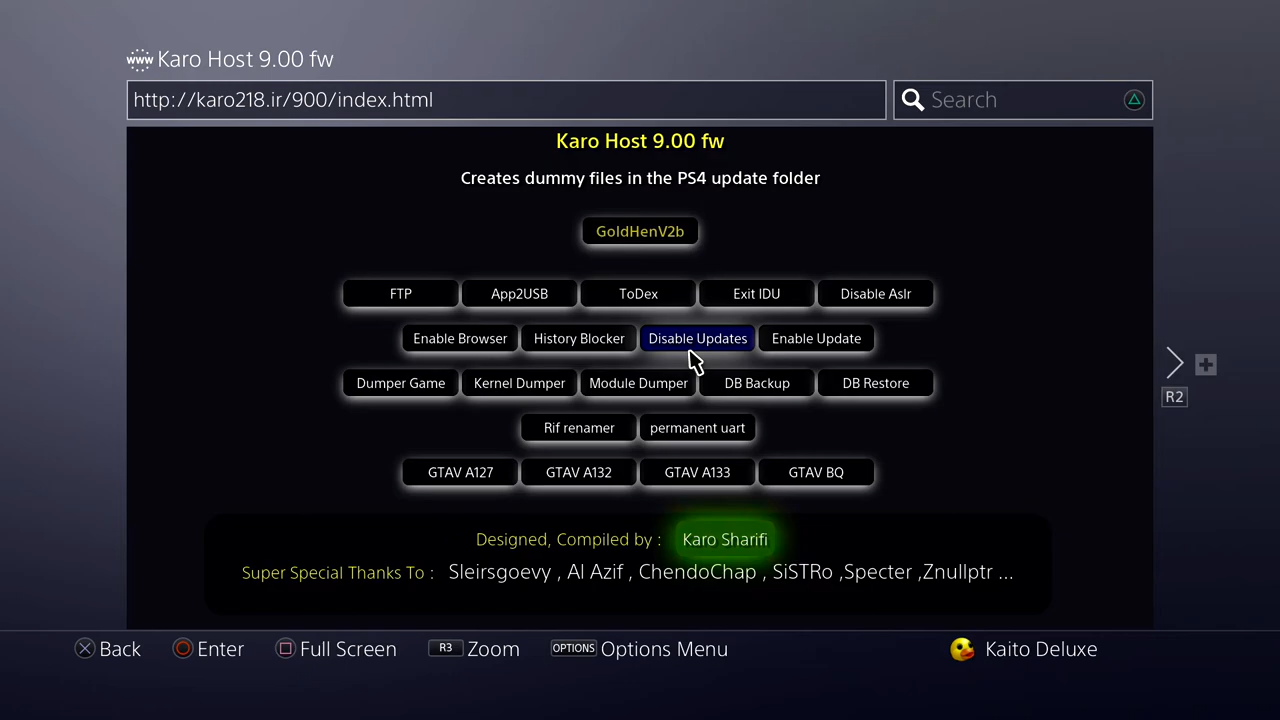 www Karo Host 9.00 fw
http://karo218.ir/900/index.html Search
Karo Host 9.00 fw
Creates dummy files in the PS4 update folder
GoldHenV2b
FTP App2USB ToDex Exit IDU Disable Aslr
Enable Browser History Blocker Disable Updates Enable Update
Dumper Game Kernel Dumper Module Dumper DB Backup DB Restore
R2
Rif renamer permanent uart
GTAV A127 GTAV A132 GTAV A133 GTAV BQ
Designed, Compiled by : Karo Sharifi
Super Special Thanks To : Sleirsgoevy , Al Azif , ChendoChap , SiSTRo ,Specter ,Znullptr ...
Back Enter Full Screen R3 Zoom OPTIONS Options Menu Kaito Deluxe